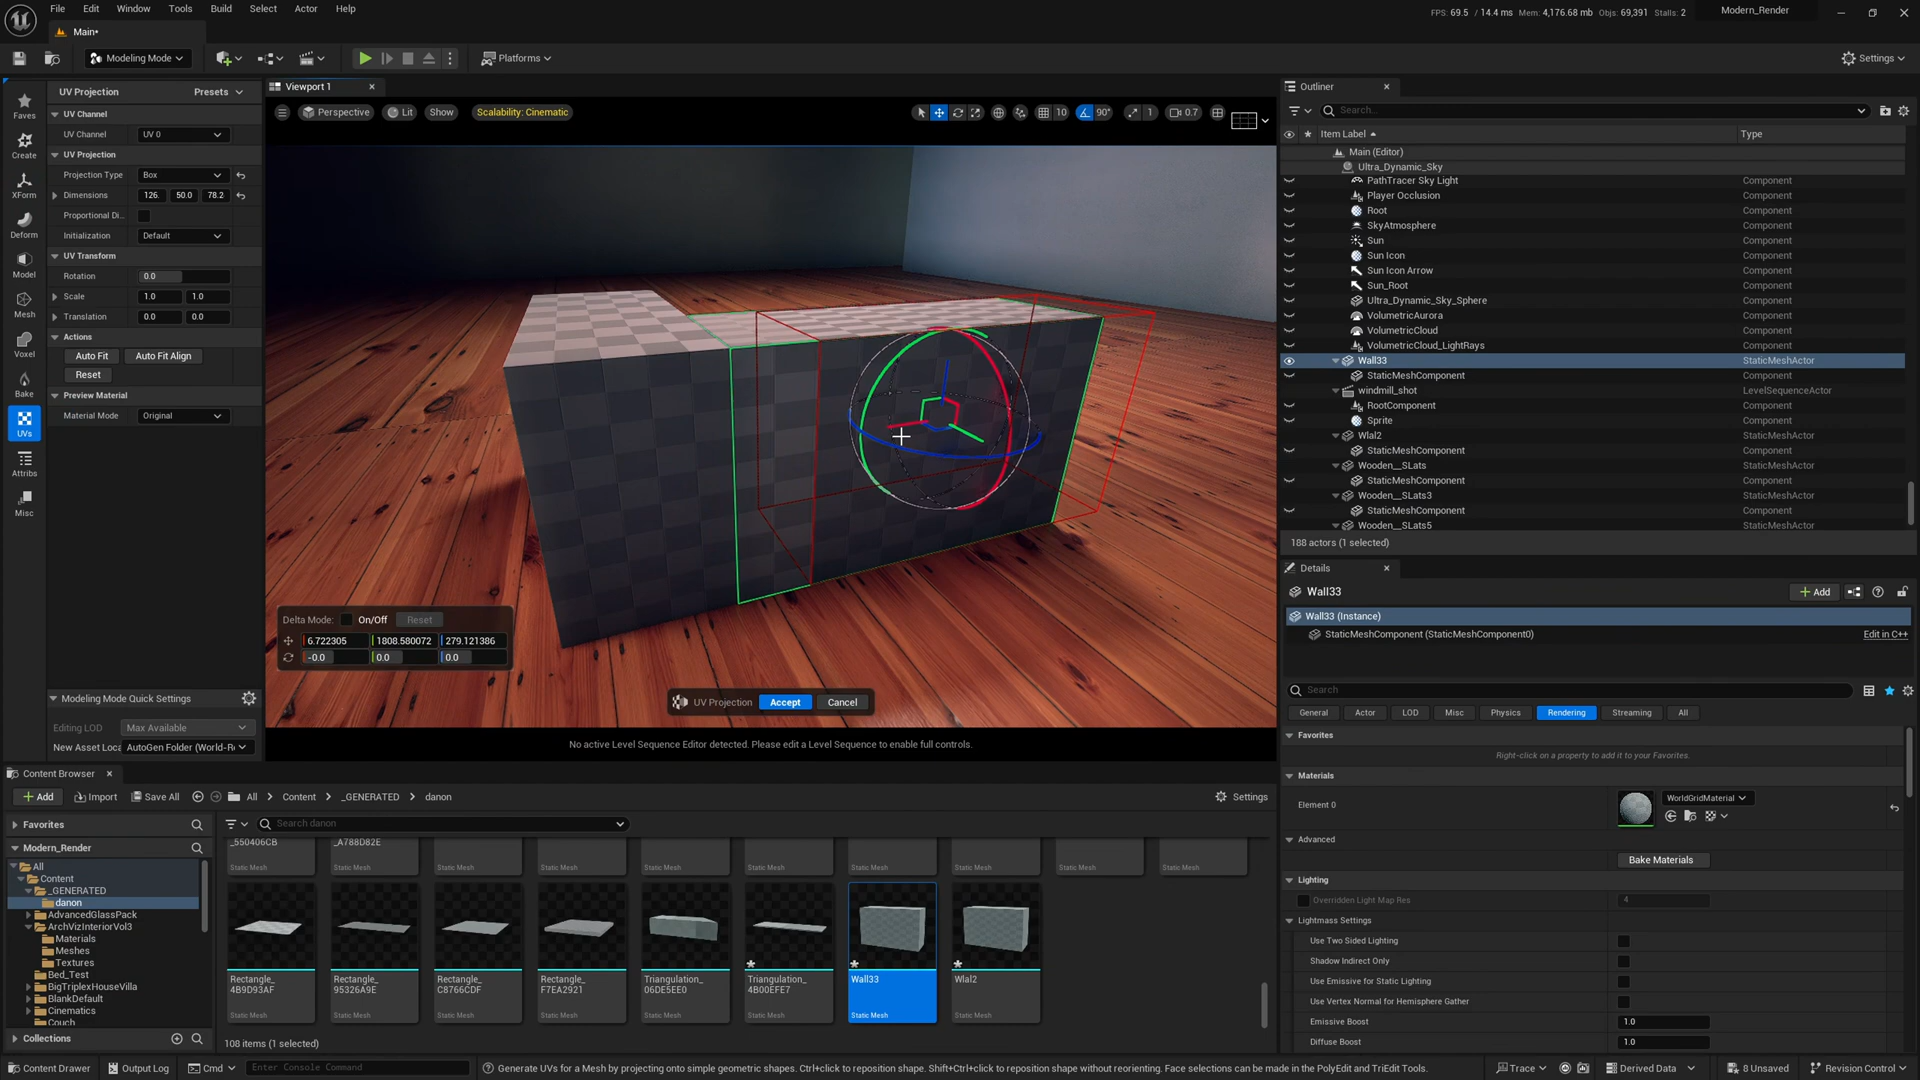 File Edit Window Tools Build Select Actor Help
FPS: 69.5 / 14.4 ms Mem: 4,176.68 mb Objs: 69,391 Stalls: 2
Modern_Render
Main*
Modeling Mode
Platforms
Settings
UV Projection Presets
UV Channel
UV Channel UV 0
UV Projection
Projection Type Box
Dimensions 126. 50.0 78.2
Proportional Di...
Initialization Default
UV Transform
Rotation 0.0
Scale 1.0 1.0
Translation 0.0 0.0
Actions
Auto Fit Auto Fit Align
Reset
Preview Material
Material Mode Original
Faves
Create
XForm
Deform
Model
Mesh
Voxel
Bake
UVs
Attribs
Misc
Modeling Mode Quick Settings
Editing LOD Max Available
New Asset Loca AutoGen Folder (World-R
Viewport 1
Perspective Lit Show Scalability: Cinematic
10 90° 1 0.7
Delta Mode: On/Off Reset
6.722305 1808.580072 279.121386
-0.0 0.0 0.0
UV Projection Accept Cancel
No active Level Sequence Editor detected. Please edit a Level Sequence to enable full controls.
Outliner
Search...
Item Label Type
Main (Editor)
Ultra_Dynamic_Sky
PathTracer Sky Light Component
Player Occlusion Component
Root Component
SkyAtmosphere Component
Sun Component
Sun Icon Component
Sun Icon Arrow Component
Sun_Root Component
Ultra_Dynamic_Sky_Sphere Component
VolumetricAurora Component
VolumetricCloud Component
VolumetricCloud_LightRays Component
Wall33 StaticMeshActor
StaticMeshComponent Component
windmill_shot LevelSequenceActor
RootComponent Component
Sprite Component
Wlal2 StaticMeshActor
StaticMeshComponent Component
Wooden__SLats StaticMeshActor
StaticMeshComponent Component
Wooden__SLats3 StaticMeshActor
StaticMeshComponent Component
Wooden__SLats5 StaticMeshActor
188 actors (1 selected)
Details
Wall33
Add
Wall33 (Instance)
StaticMeshComponent (StaticMeshComponent0) Edit in C++
Search
General Actor LOD Misc Physics Rendering Streaming All
Favorites
Right-click on a property to add it to your Favorites.
Materials
Element 0 WorldGridMaterial
Advanced
Bake Materials
Lighting
Overridden Light Map Res 4
Lightmass Settings
Use Two Sided Lighting
Shadow Indirect Only
Use Emissive for Static Lighting
Use Vertex Normal for Hemisphere Gather
Emissive Boost 1.0
Diffuse Boost 1.0
Content Browser
Add Import Save All All Content _GENERATED danon Settings
Favorites
Modern_Render
All
Content
_GENERATED
danon
AdvancedGlassPack
ArchVizInteriorVol3
Materials
Meshes
Textures
Bed_Test
BigTriplexHouseVilla
BlankDefault
Cinematics
Couch
Collections
Search danon
_550406CB _A788D82E
Static Mesh Static Mesh Static Mesh Static Mesh Static Mesh Static Mesh Static Mesh Static Mesh Static Mesh Static Mesh
Rectangle_ Rectangle_ Rectangle_ Rectangle_ Triangulation_ Triangulation_ Wall33 Wlal2
4B9D93AF 95326A9E C8766CDF F7EA2921 06DE5EE0 4B00EFE7
Static Mesh Static Mesh Static Mesh Static Mesh Static Mesh Static Mesh Static Mesh Static Mesh
108 items (1 selected)
Content Drawer Output Log Cmd Enter Console Command
Generate UVs for a Mesh by projecting onto simple geometric shapes. Ctrl+click to reposition shape. Shift+Ctrl+click to reposition shape without reorienting. Face selections can be made in the PolyEdit and TriEdit Tools.
Trace Derived Data 8 Unsaved Revision Control